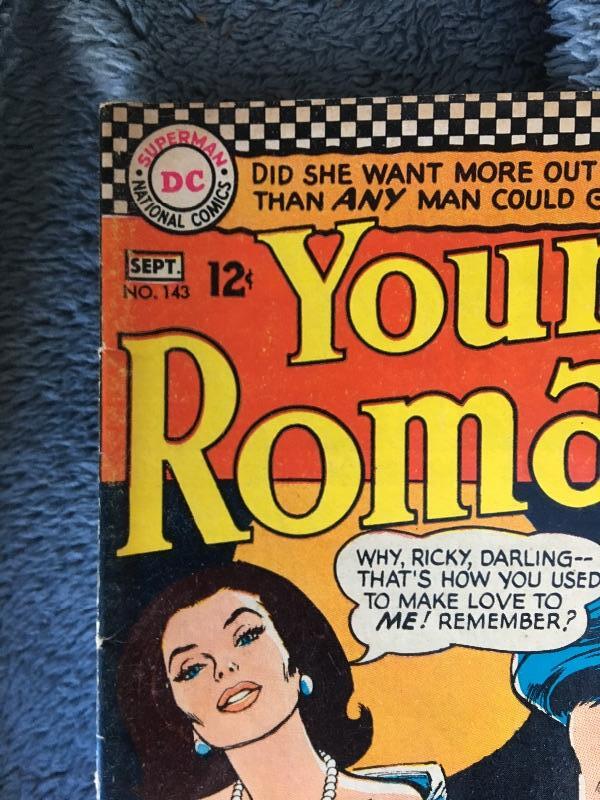 SUPERMAN
DC
NATIONAL COMICS
DID SHE WANT MORE OUT
THAN ANY MAN COULD G
SEPT.
NO. 143
12¢
Your
Roma
WHY, RICKY, DARLING--
THAT'S HOW YOU USED
TO MAKE LOVE TO
ME! REMEMBER?